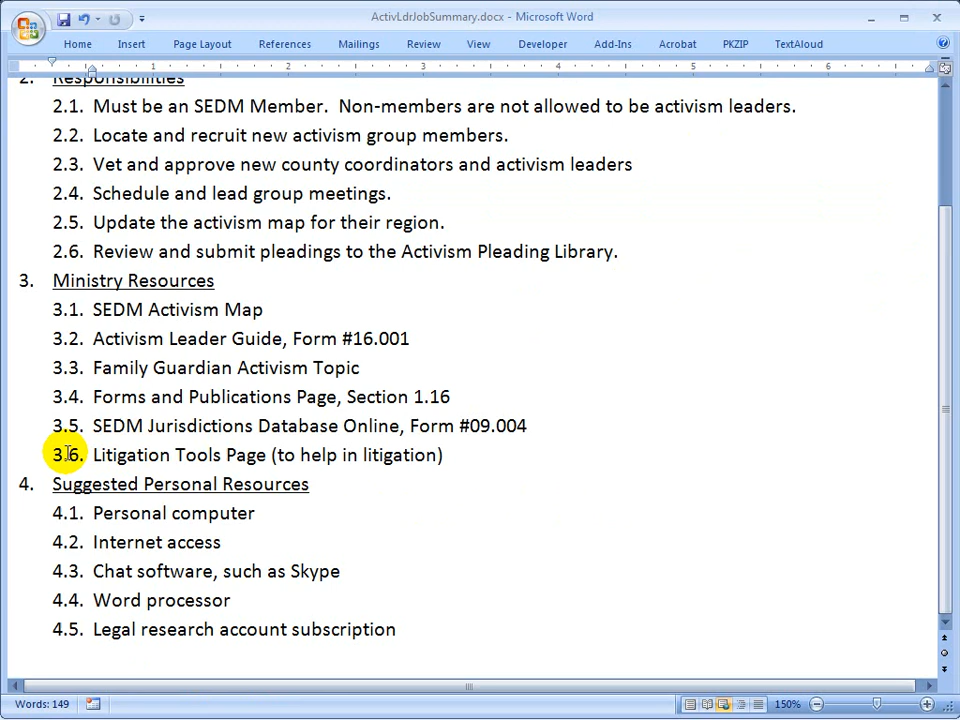 ActivLdrJobSummary.docx - Microsoft Word
Home Insert Page Layout References Mailings Review View Developer Add-Ins Acrobat PKZIP TextAloud
1 2 3 4 5 6
2. Responsibilities
2.1. Must be an SEDM Member. Non-members are not allowed to be activism leaders.
2.2. Locate and recruit new activism group members.
2.3. Vet and approve new county coordinators and activism leaders
2.4. Schedule and lead group meetings.
2.5. Update the activism map for their region.
2.6. Review and submit pleadings to the Activism Pleading Library.
3. Ministry Resources
3.1. SEDM Activism Map
3.2. Activism Leader Guide, Form #16.001
3.3. Family Guardian Activism Topic
3.4. Forms and Publications Page, Section 1.16
3.5. SEDM Jurisdictions Database Online, Form #09.004
3.6. Litigation Tools Page (to help in litigation)
4. Suggested Personal Resources
4.1. Personal computer
4.2. Internet access
4.3. Chat software, such as Skype
4.4. Word processor
4.5. Legal research account subscription
Words: 149 150%